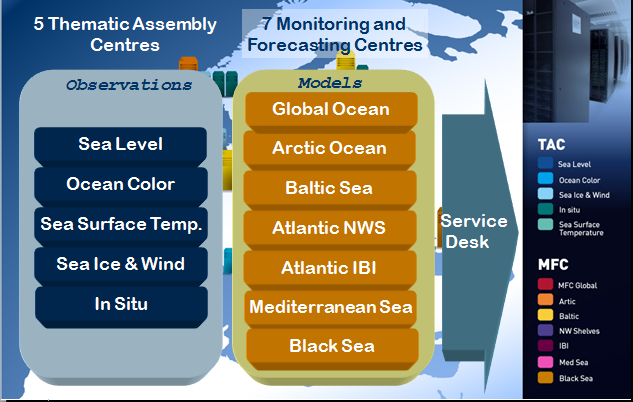 5 Thematic Assembly
Centres
7 Monitoring and
Forecasting Centres
Observations
Sea Level
Ocean Color
Sea Surface Temp.
Sea Ice & Wind
In Situ
Models
Global Ocean
Arctic Ocean
Baltic Sea
Atlantic NWS
Atlantic IBI
Mediterranean Sea
Black Sea
Service
Desk
TAC
Sea Level
Ocean Color
Sea Ice & Wind
In situ
Sea Surface
Temperature
MFC
MFC Global
Artic
Baltic
NW Shelves
IBI
Med Sea
Black Sea